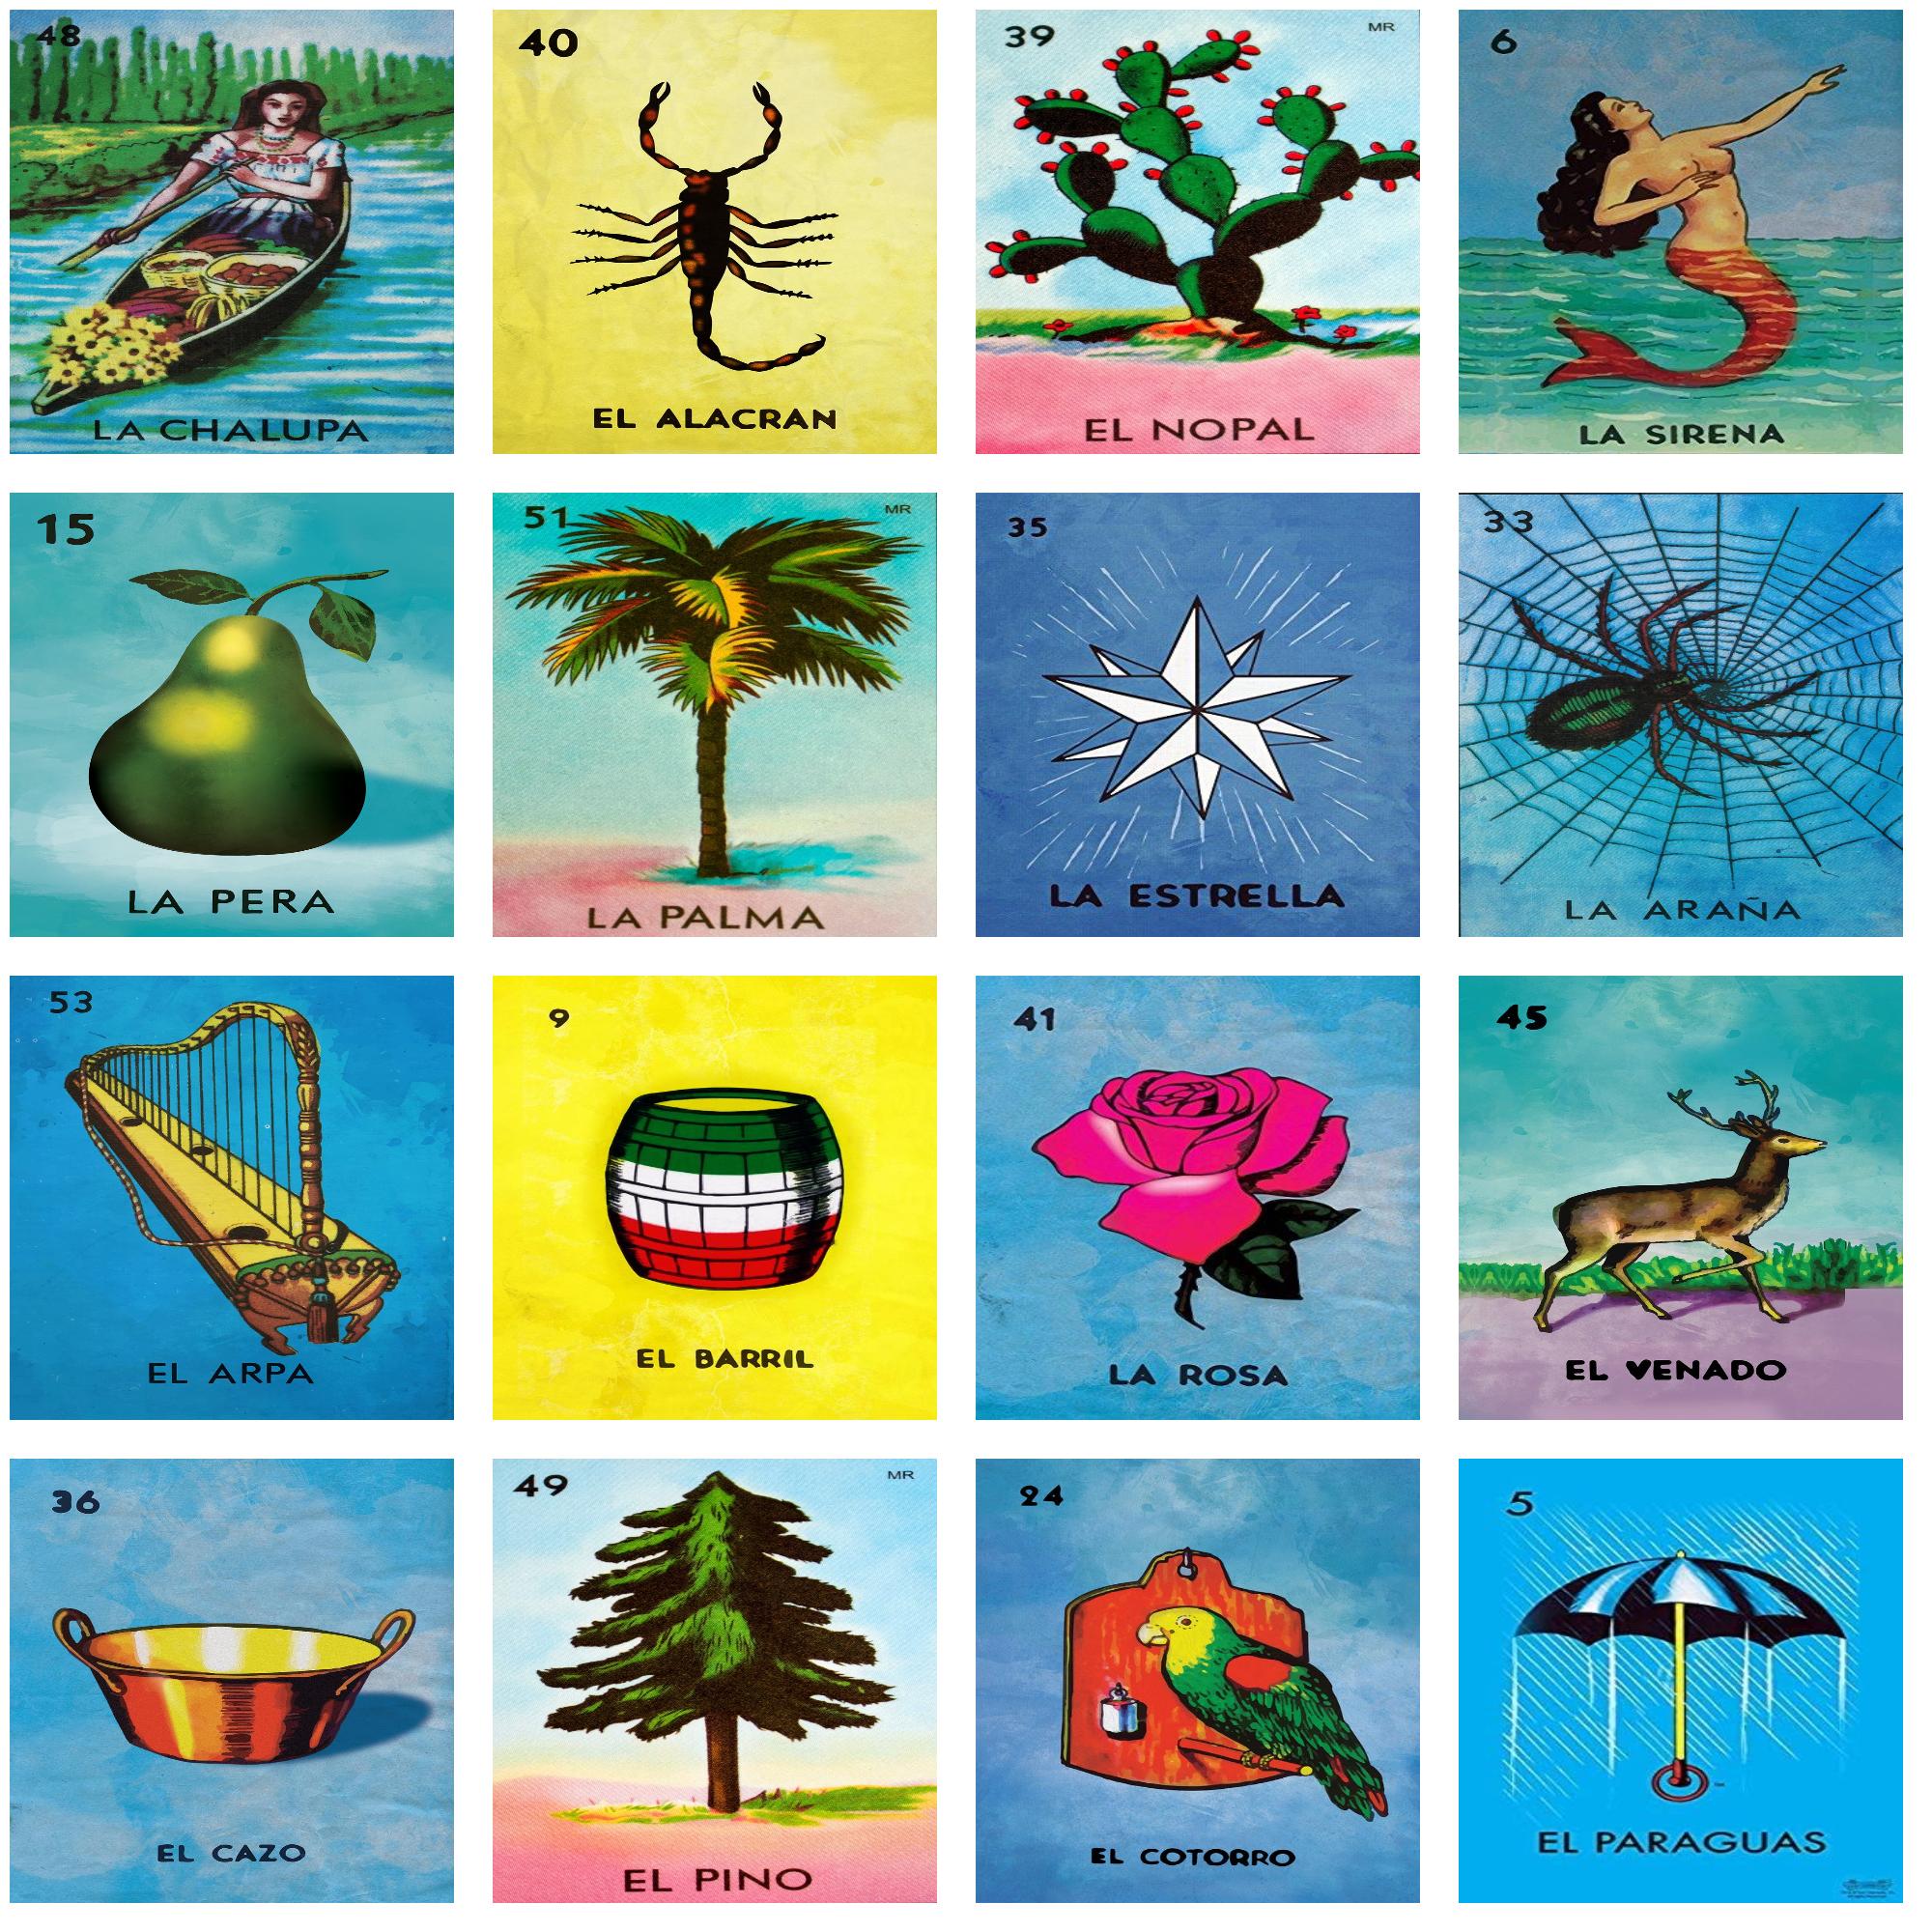 48
LA CHALUPA
40
EL ALACRAN
39
MR
EL NOPAL
6
LA SIRENA
15
LA PERA
51
MR
LA PALMA
35
LA ESTRELLA
33
LA ARAÑA
53
EL ARPA
9
EL BARRIL
41
LA ROSA
45
EL VENADO
36
EL CAZO
49
MR
EL PINO
24
EL COTORRO
5
EL PARAGUAS